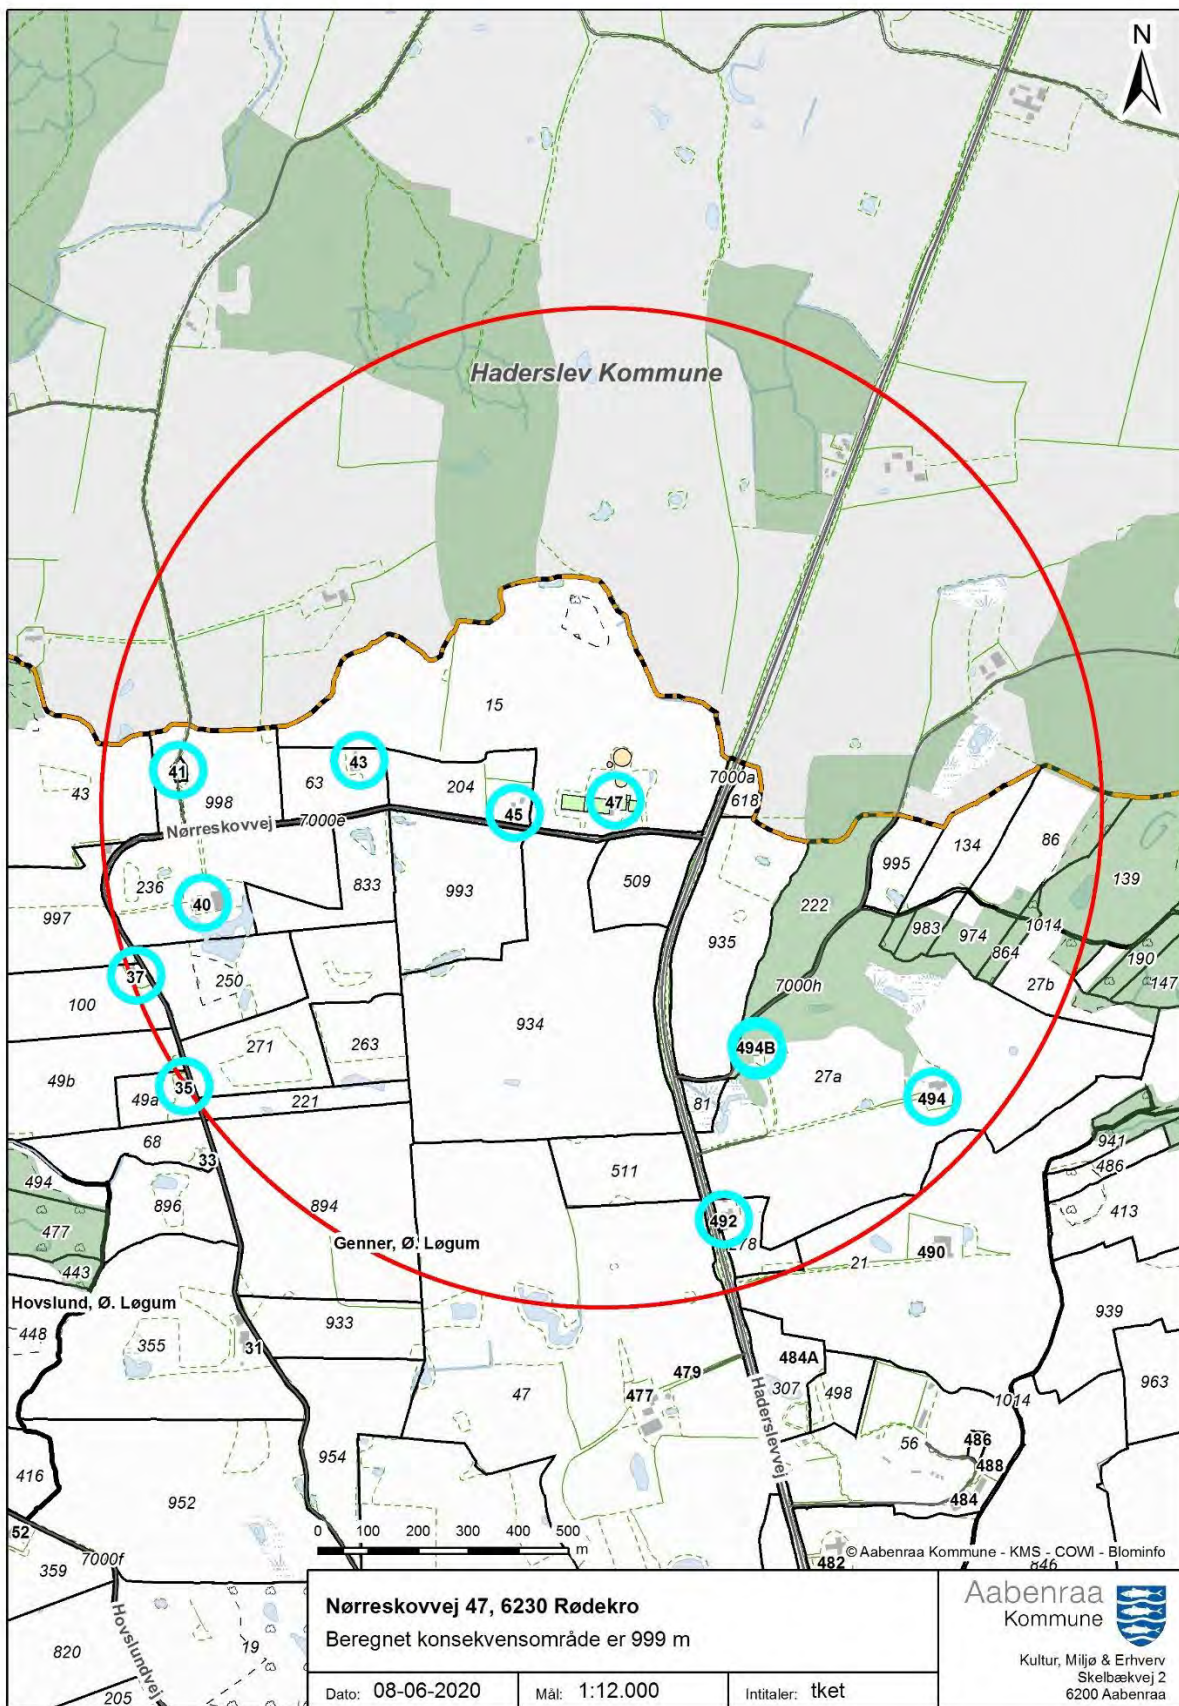 N
Haderslev Kommune
15
41
43
43
63
204
45
47
7000a
618
998
Nørreskovvej
7000e
236
40
833
993
509
935
222
995
134
86
139
983
974
864
1014
27b
190
147
997
37
100
250
934
7000h
271
263
49b
49a
35
221
494B
27a
494
81
68
33
494
896
477
443
894
511
492
278
941
486
413
490
21
Genner, Ø. Løgum
Hovslund, Ø. Løgum
448
355
31
933
939
47
479
477
484A
307
498
963
1014
56
486
488
484
Haderslevvej
416
954
952
52
359
7000f
Hovslundvej
820
19
205
482
846
0 100 200 300 400 500
m
© Aabenraa Kommune - KMS - COWI - Blominfo
Nørreskovvej 47, 6230 Rødekro
Beregnet konsekvensområde er 999 m
Dato: 08-06-2020
Mål: 1:12.000
Intitaler: tket
Aabenraa
Kommune
Kultur, Miljø & Erhverv
Skelbækvej 2
6200 Aabenraa